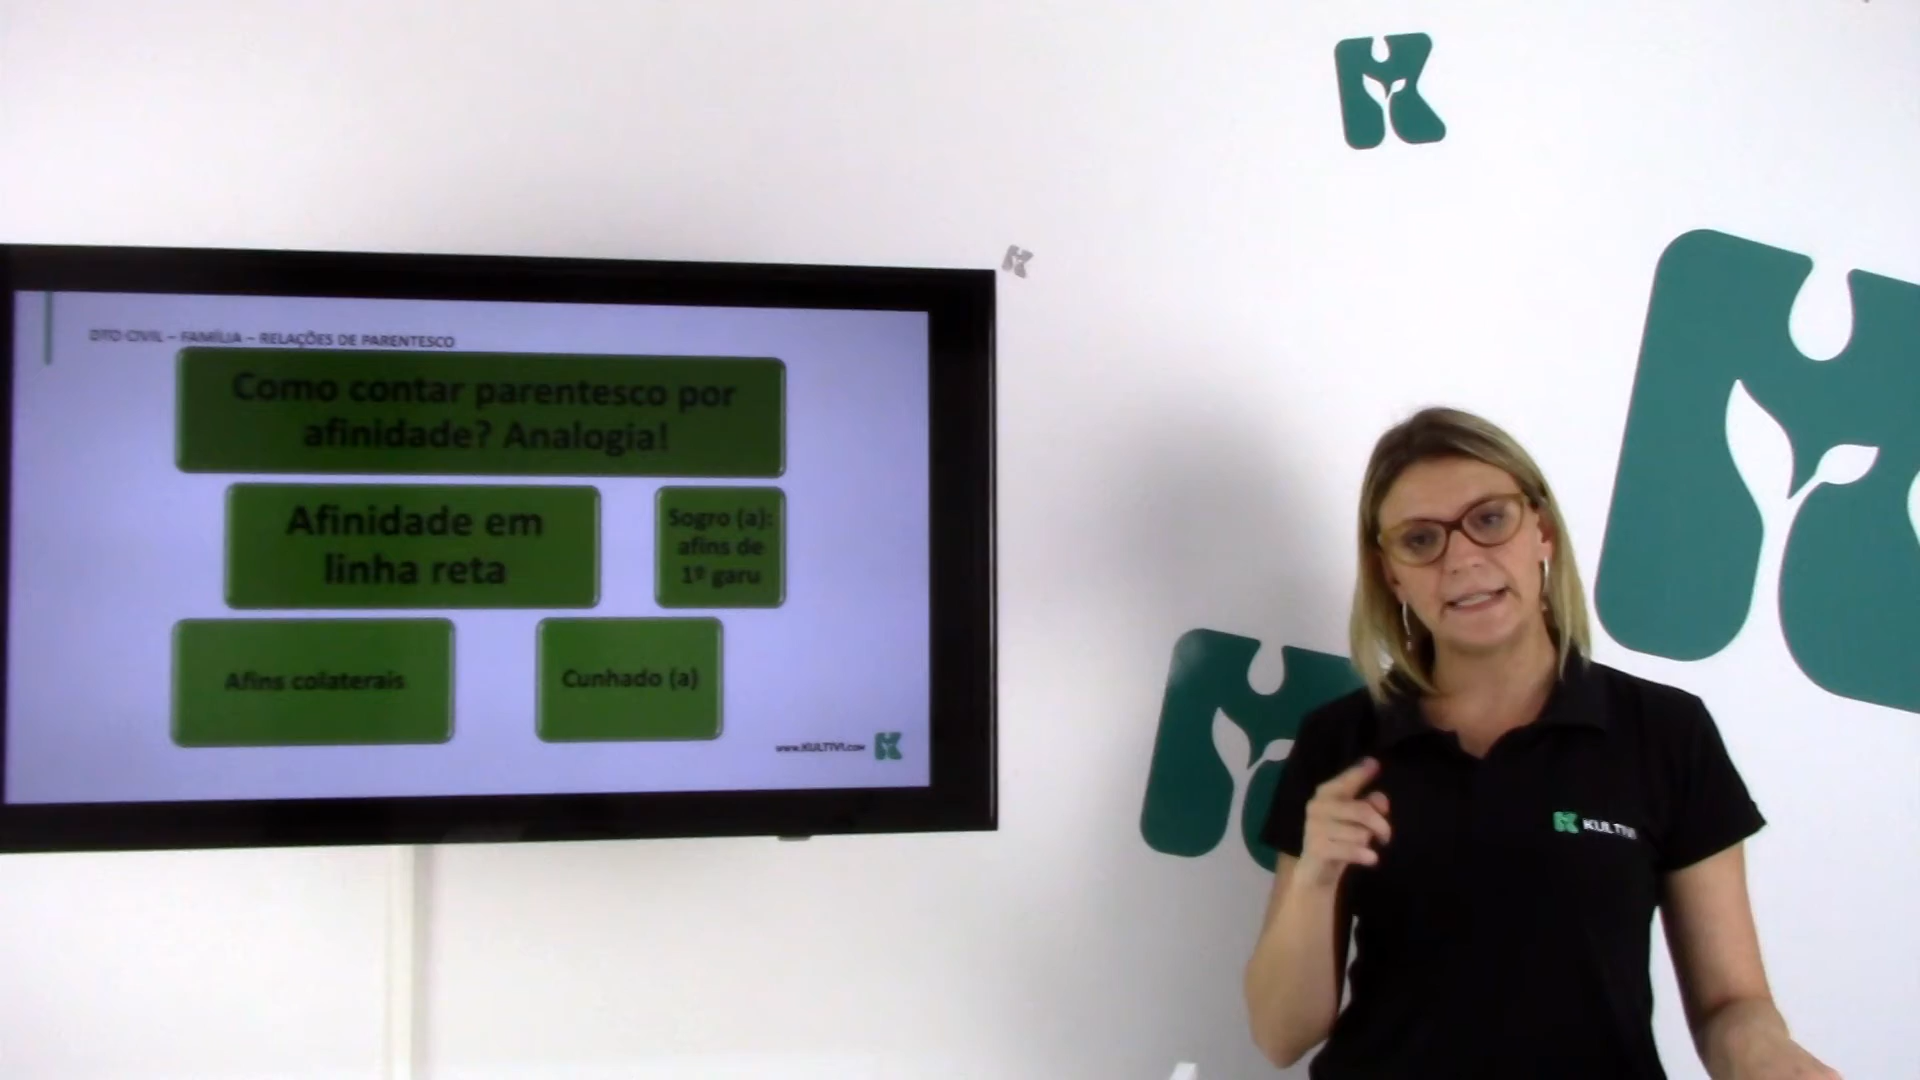 DTO CIVIL – FAMÍLIA – RELAÇÕES DE PARENTESCO
Como contar parentesco por
afinidade? Analogia!
Afinidade em
linha reta
Sogro (a):
afins de
1º garu
Afins colaterais
Cunhado (a)
www.KULTIVI.com
KULTIVI